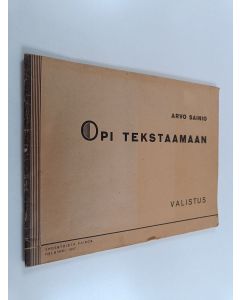 ARVO SAINIO
OPI TEKSTAAMAAN
VALISTUS